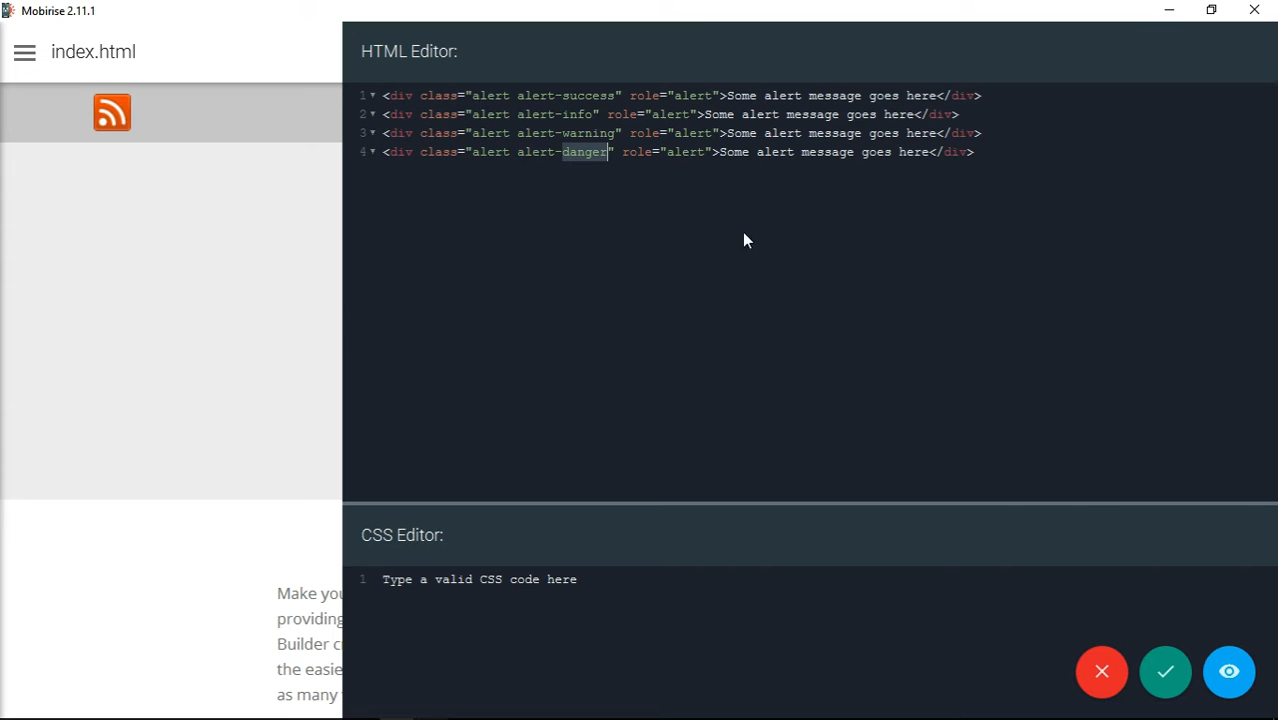 Mobirise 2.11.1
index.html
HTML Editor:
1 <div class="alert alert-success" role="alert">Some alert message goes here</div>
2 <div class="alert alert-info" role="alert">Some alert message goes here</div>
3 <div class="alert alert-warning" role="alert">Some alert message goes here</div>
4 <div class="alert alert-danger" role="alert">Some alert message goes here</div>
CSS Editor:
1 Type a valid CSS code here
Make you
providing
Builder c
the easie
as many